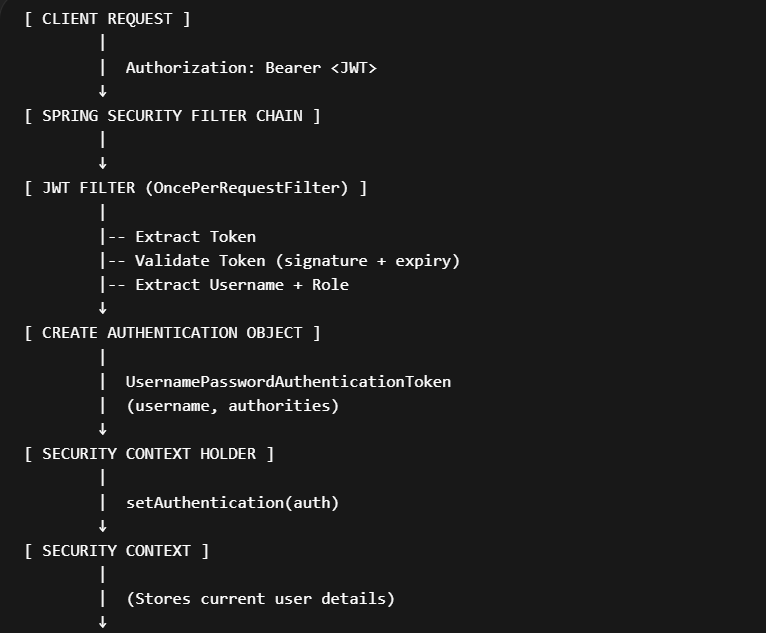 [ CLIENT REQUEST ]
|
| Authorization: Bearer <JWT>
↓
[ SPRING SECURITY FILTER CHAIN ]
|
↓
[ JWT FILTER (OncePerRequestFilter) ]
|
|-- Extract Token
|-- Validate Token (signature + expiry)
|-- Extract Username + Role
↓
[ CREATE AUTHENTICATION OBJECT ]
|
| UsernamePasswordAuthenticationToken
| (username, authorities)
↓
[ SECURITY CONTEXT HOLDER ]
|
| setAuthentication(auth)
↓
[ SECURITY CONTEXT ]
|
| (Stores current user details)
↓